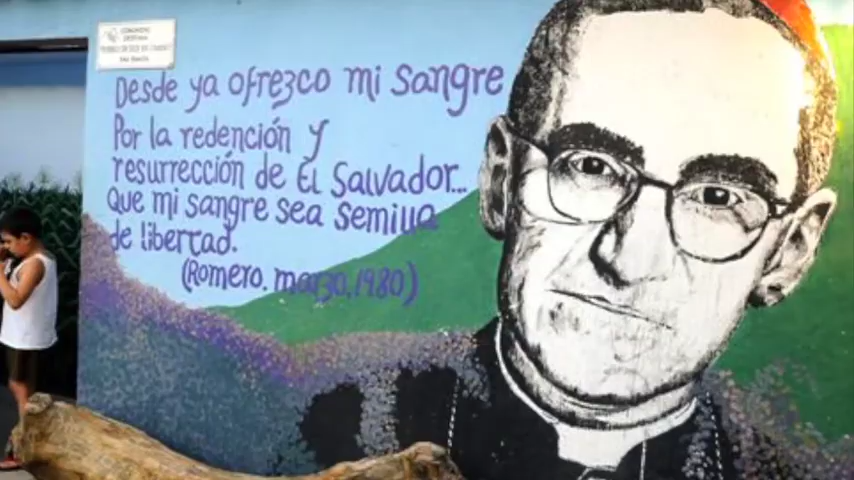 Desde ya ofrezco mi sangre
Por la redención y
resurrección de El Salvador...
Que mi sangre sea semilla
de libertad.
(Romero. marzo, 1980)